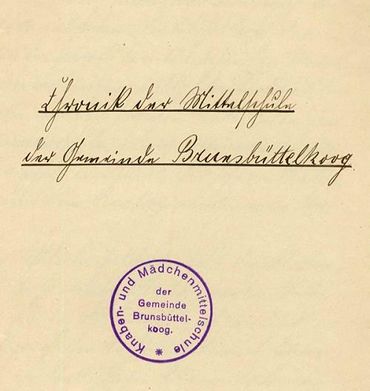 Chronik der Mittelschule
der Gemeinde Brunsbüttelkoog.
Knaben- und Mädchenmittelschule *
der
Gemeinde
Brunsbüttel-
koog.